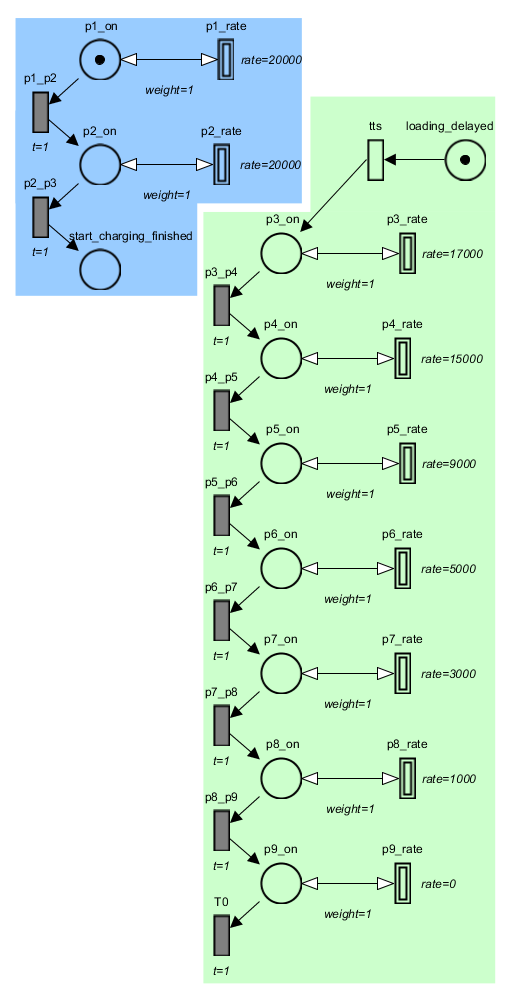 p1_on
p1_rate
rate=20000
p1_p2
weight=1
t=1
p2_on
p2_rate
rate=20000
p2_p3
weight=1
t=1
start_charging_finished
tts
loading_delayed
p3_on
p3_rate
rate=17000
p3_p4
weight=1
t=1
p4_on
p4_rate
rate=15000
p4_p5
weight=1
t=1
p5_on
p5_rate
rate=9000
p5_p6
weight=1
t=1
p6_on
p6_rate
rate=5000
p6_p7
weight=1
t=1
p7_on
p7_rate
rate=3000
p7_p8
weight=1
t=1
p8_on
p8_rate
rate=1000
p8_p9
weight=1
t=1
p9_on
p9_rate
rate=0
T0
weight=1
t=1